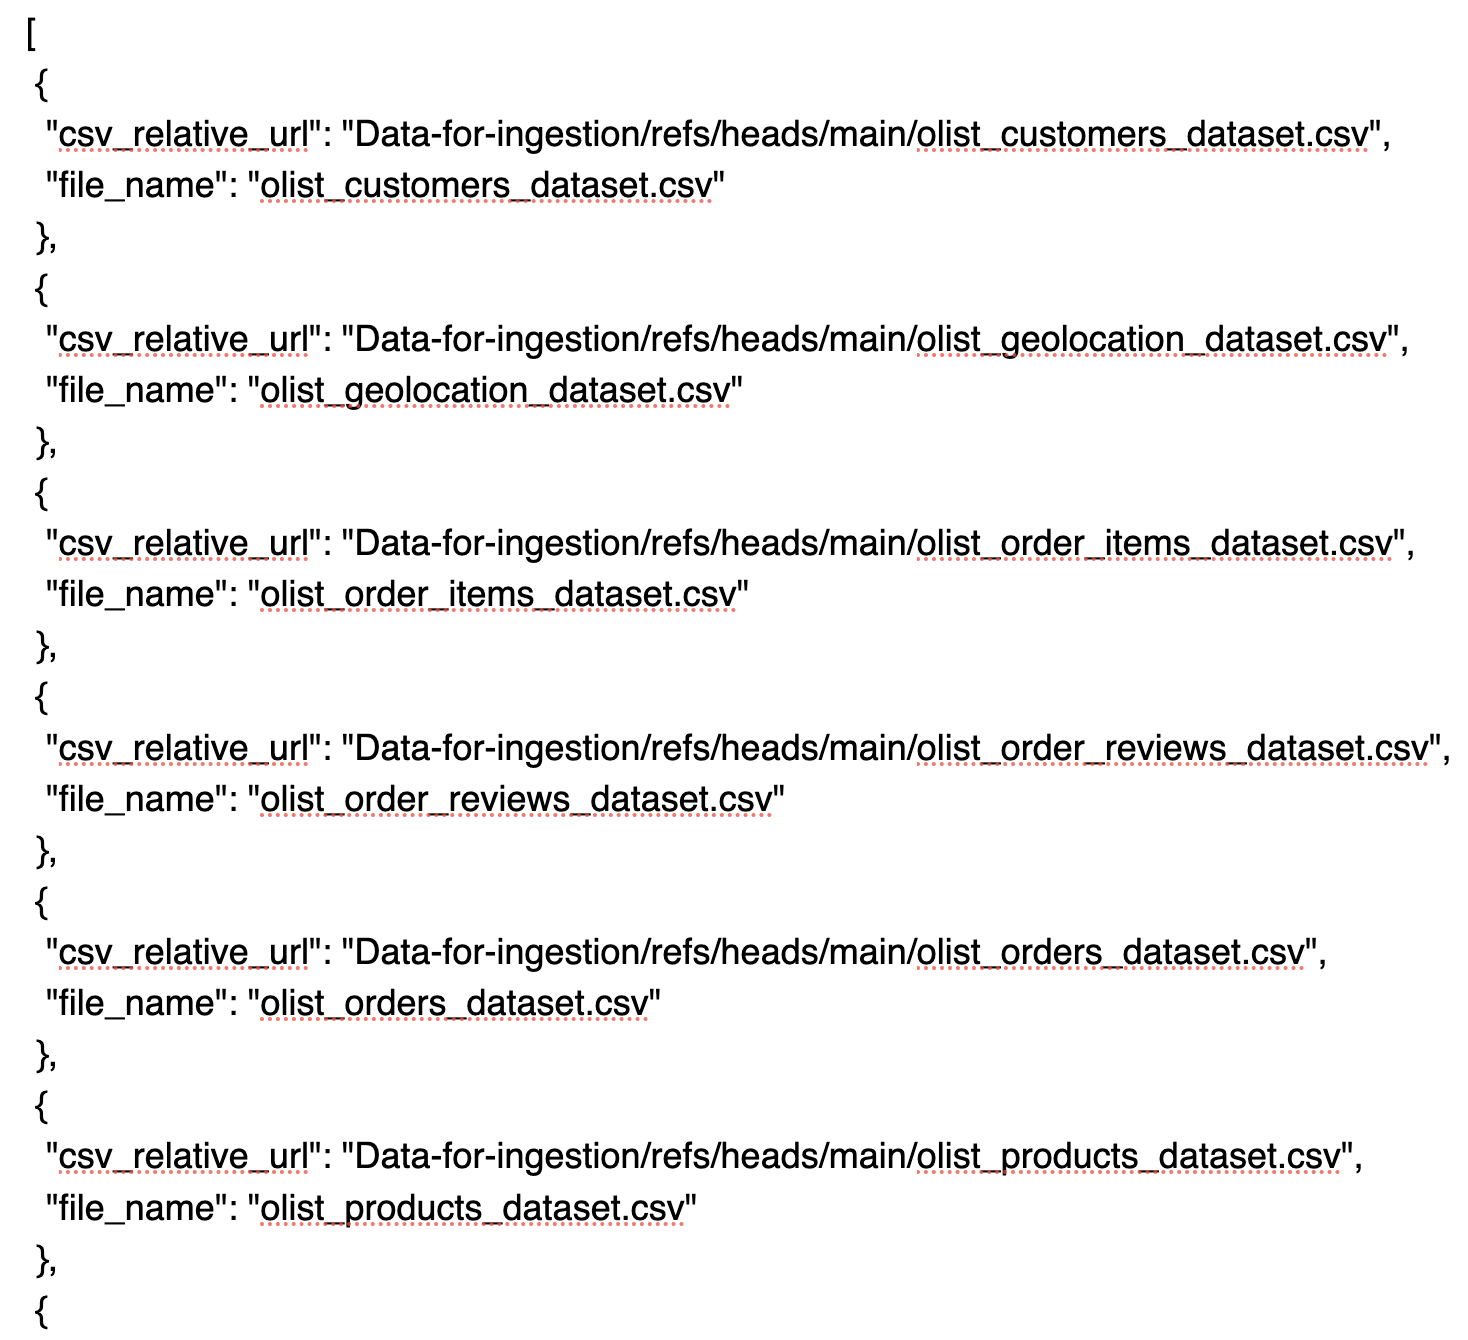 [
{
"csv_relative_url": "Data-for-ingestion/refs/heads/main/olist_customers_dataset.csv",
"file_name": "olist_customers_dataset.csv"
},
{
"csv_relative_url": "Data-for-ingestion/refs/heads/main/olist_geolocation_dataset.csv",
"file_name": "olist_geolocation_dataset.csv"
},
{
"csv_relative_url": "Data-for-ingestion/refs/heads/main/olist_order_items_dataset.csv",
"file_name": "olist_order_items_dataset.csv"
},
{
"csv_relative_url": "Data-for-ingestion/refs/heads/main/olist_order_reviews_dataset.csv",
"file_name": "olist_order_reviews_dataset.csv"
},
{
"csv_relative_url": "Data-for-ingestion/refs/heads/main/olist_orders_dataset.csv",
"file_name": "olist_orders_dataset.csv"
},
{
"csv_relative_url": "Data-for-ingestion/refs/heads/main/olist_products_dataset.csv",
"file_name": "olist_products_dataset.csv"
},
{